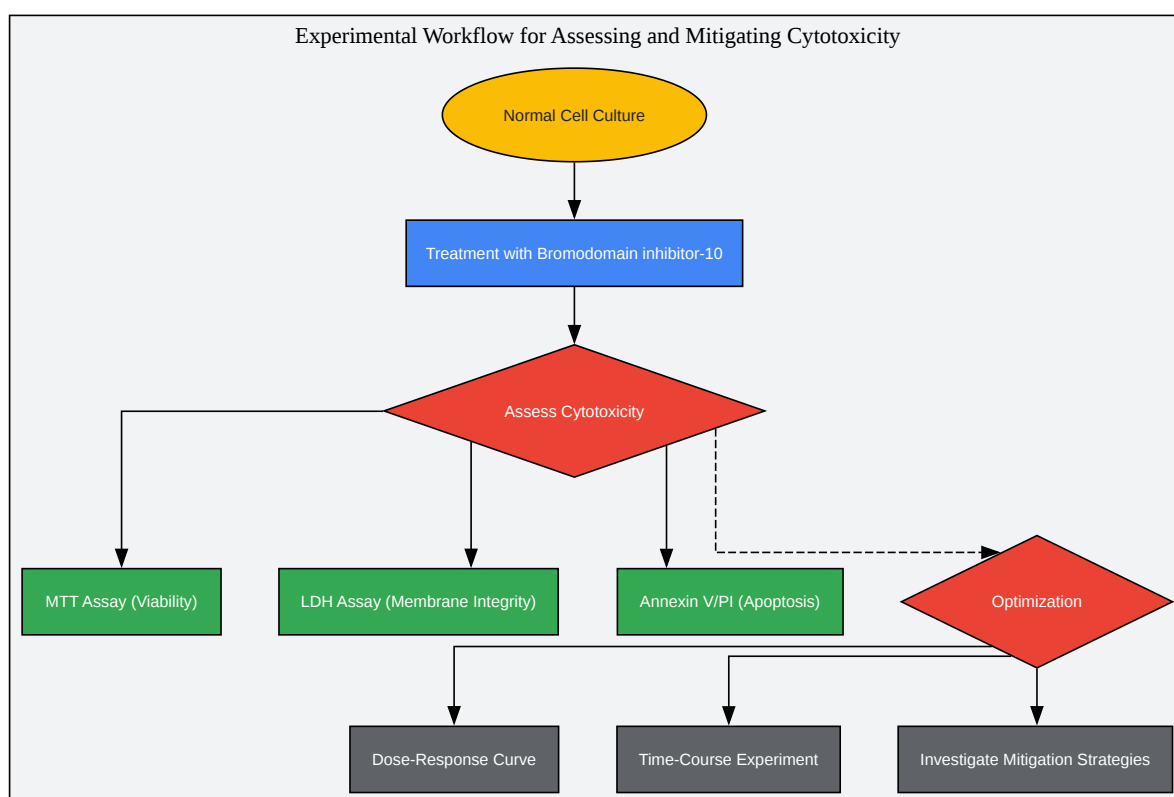 Experimental Workflow for Assessing and Mitigating Cytotoxicity
Normal Cell Culture
Treatment with Bromodomain inhibitor-10
Assess Cytotoxicity
MTT Assay (Viability)
LDH Assay (Membrane Integrity)
Annexin V/PI (Apoptosis)
Optimization
Dose-Response Curve
Time-Course Experiment
Investigate Mitigation Strategies